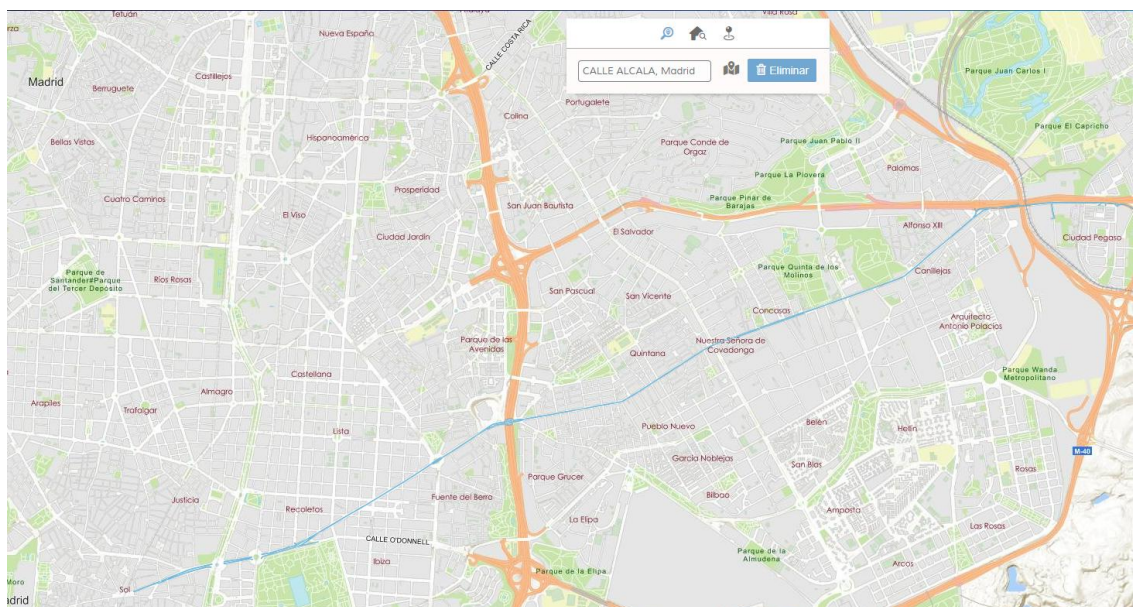 Tetuán
Nueva España
CALLE COSTA RICA
Villa Rosa
CALLE ALCALA, Madrid
Eliminar
Madrid
Castillejos
Berruguete
Portugalete
Parque Juan Carlos I
Colina
Parque El Capricho
Bellas Vistas
Hispanoamérica
Parque Conde de
Orgaz
Parque Juan Pablo II
Palomas
Parque La Piovera
Prosperidad
Cuatro Caminos
El Viso
San Juan Bautista
Parque Pinar de
Barajas
Ciudad Jardín
El Salvador
Alfonso XIII
Ciudad Pegaso
Parque de
Santander#Parque
del Tercer Depósito
Ríos Rosas
Parque Quinta de los
Molinos
Canillejas
San Pascual
San Vicente
Concosas
Arquitecto
Antonio Palacios
Parque de las
Avenidas
Quintana
Nuestra Señora de
Covadonga
Castellana
Parque Wanda
Metropolitano
Almagro
Arapiles
Trafalgar
Lista
Pueblo Nuevo
Belén
Hellín
M-40
García Noblejas
San Blas
Rosas
Justicia
Recoletos
Fuente del Berro
Parque Grucer
Bilbao
Amposta
La Elipa
Las Rosas
CALLE O'DONNELL
Ibiza
Parque de la
Almudena
Arcos
Parque de la Elipa
Sol
Moro
adrid